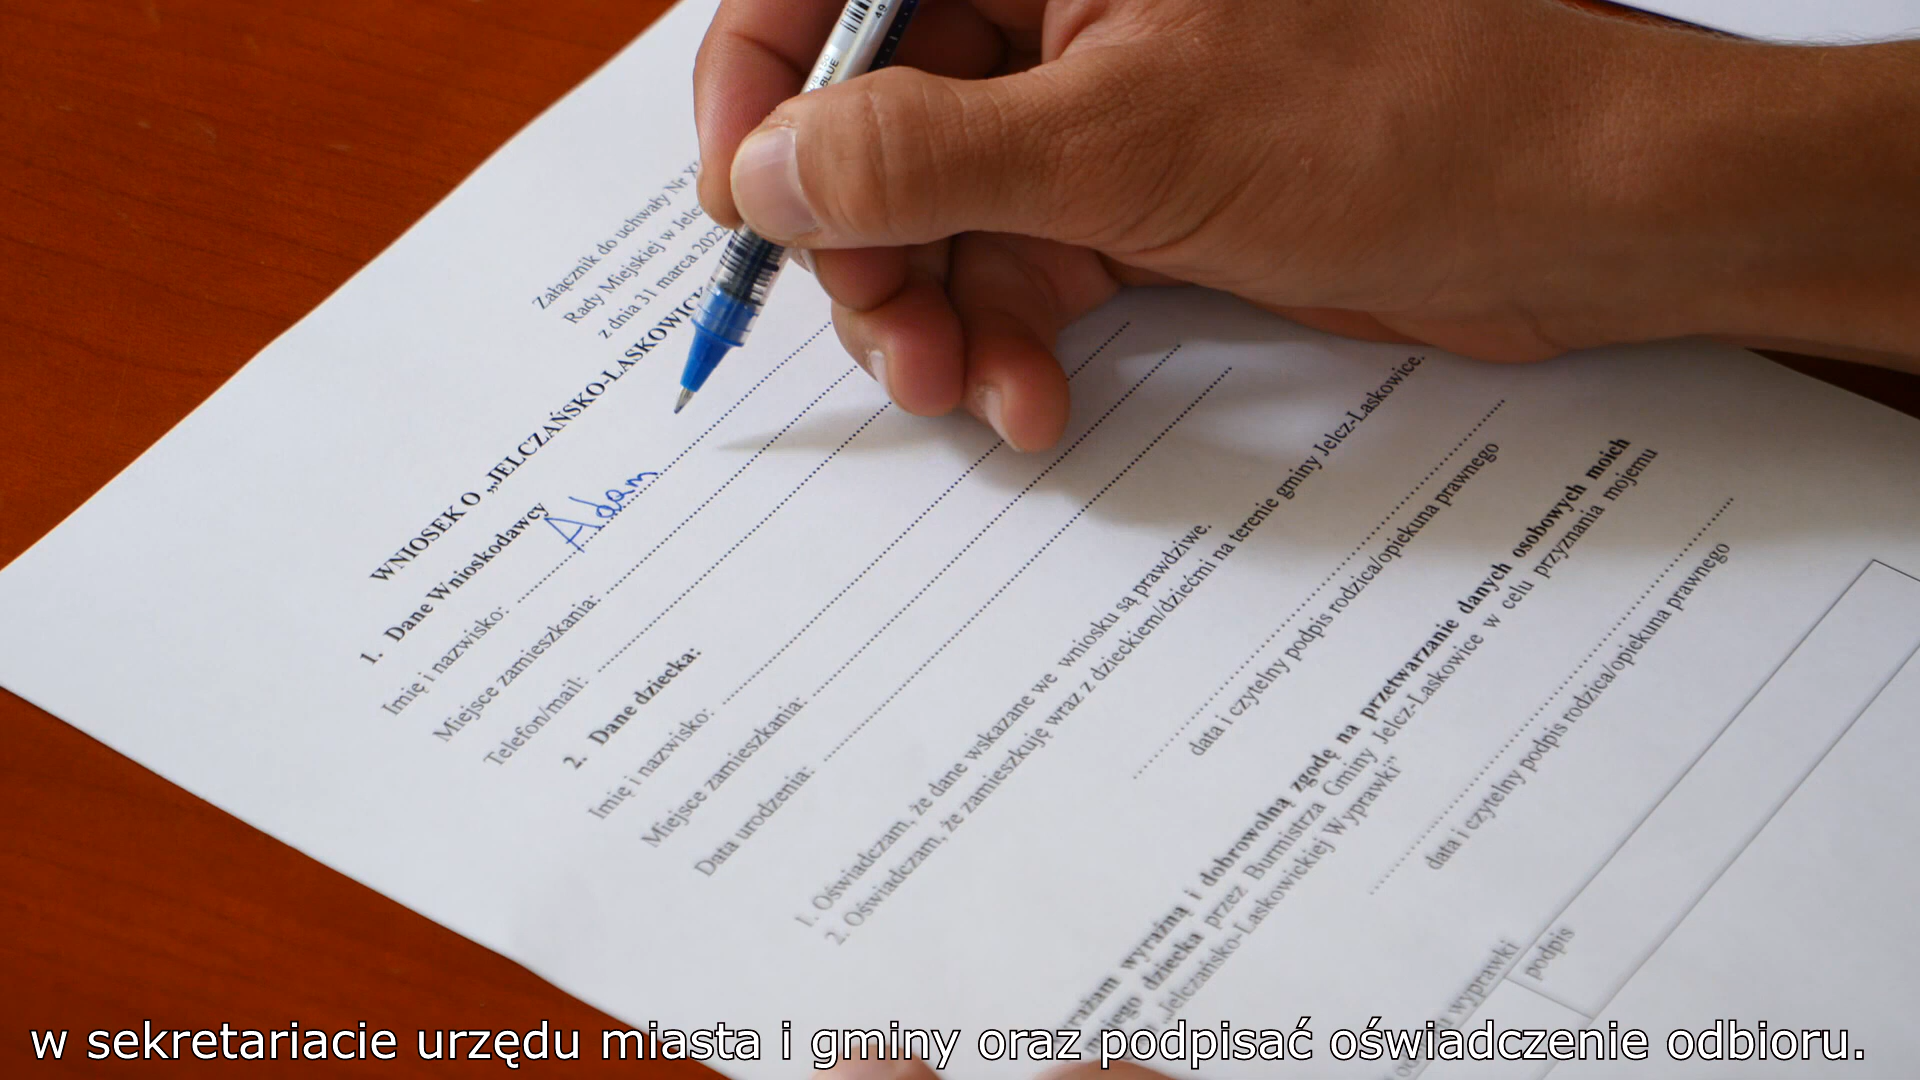 49
BLUE
Załącznik do uchwały Nr
Rady Miejskiej w
z dnia 31 marca 2022
WNIOSEK O „JELCZAŃSKO-LASKOWICK
1. Dane Wnioskodawcy
Imię i nazwisko: Adam
Miejsce zamieszkania:
Telefon/mail:
2. Dane dziecka:
Imię i nazwisko:
Miejsce zamieszkania:
Data urodzenia:
1. Oświadczam, że dane wskazane we wniosku są prawdziwe.
2. Oświadczam, że zamieszkuję wraz z dzieckiem/dziećmi na terenie gminy Jelcz-Laskowice.
data i czytelny podpis rodzica/opiekuna prawnego
wyraźną i dobrowolną zgodę na przetwarzanie danych osobowych moich
mojego dziecka przez Burmistrza Gminy Jelcz-Laskowice w celu przyznania mojemu
Jelczańsko-Laskowickiej Wyprawki”
data i czytelny podpis rodzica/opiekuna prawnego
wyprawki
podpis
w sekretariacie urzędu miasta i gminy oraz podpisać oświadczenie odbioru.